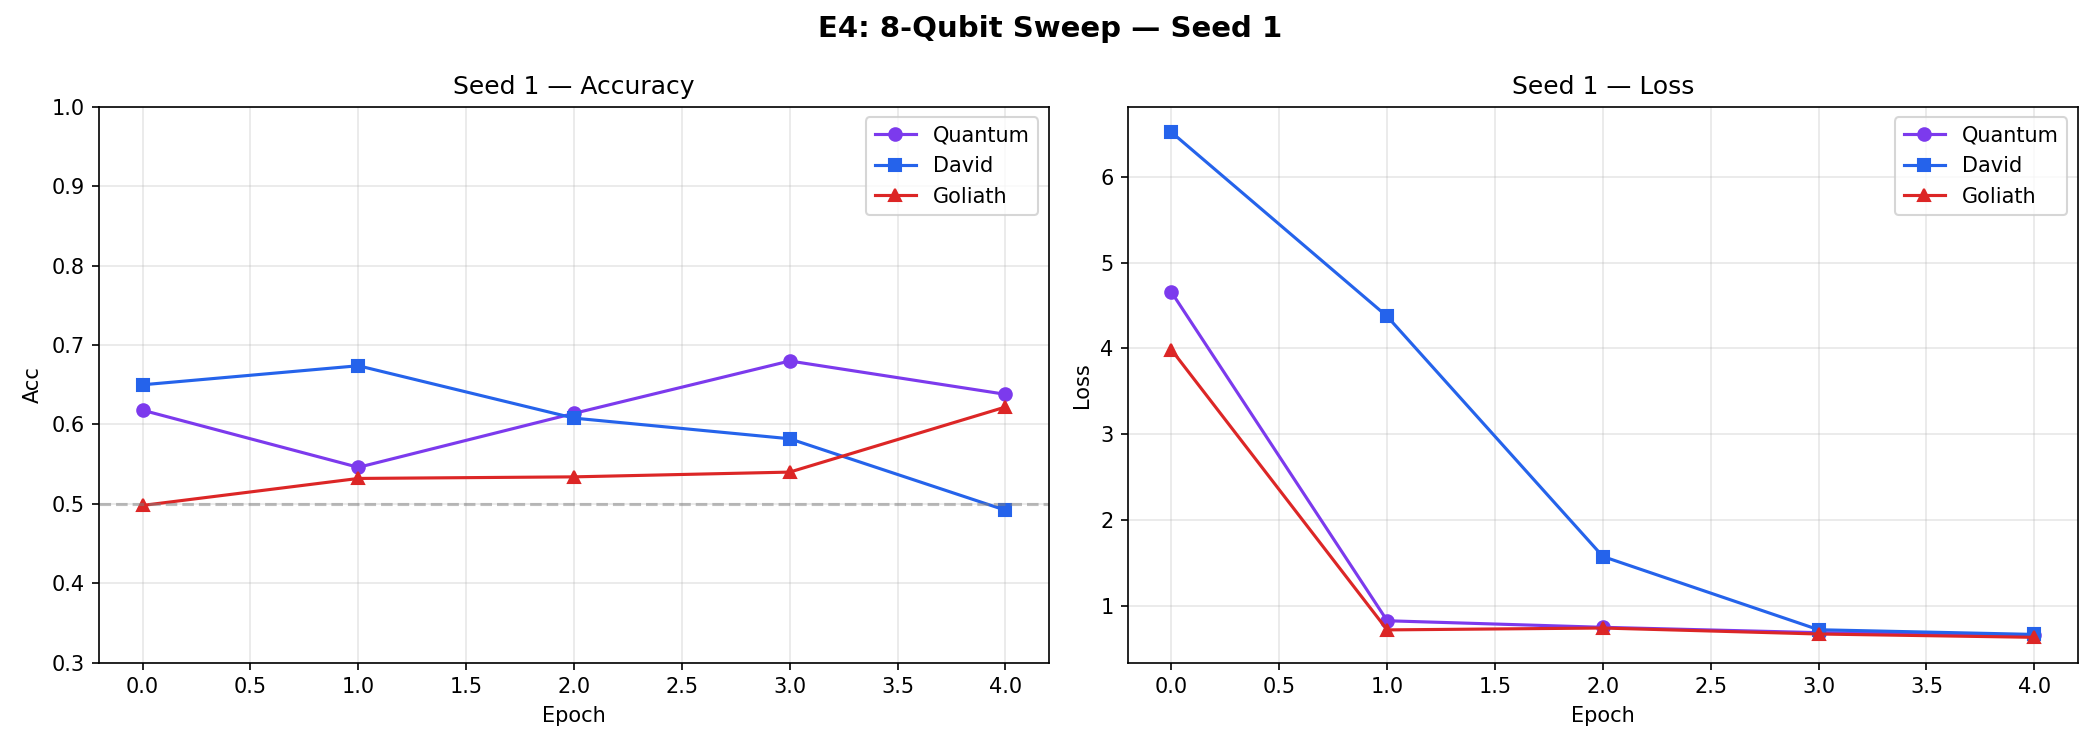 E4: 8-Qubit Sweep — Seed 1
Seed 1 — Accuracy
1.0
0.9
0.8
0.7
0.6
0.5
0.4
0.3
Acc
Quantum
David
Goliath
0.0 0.5 1.0 1.5 2.0 2.5 3.0 3.5 4.0
Epoch
Seed 1 — Loss
6
5
4
3
2
1
Loss
Quantum
David
Goliath
0.0 0.5 1.0 1.5 2.0 2.5 3.0 3.5 4.0
Epoch